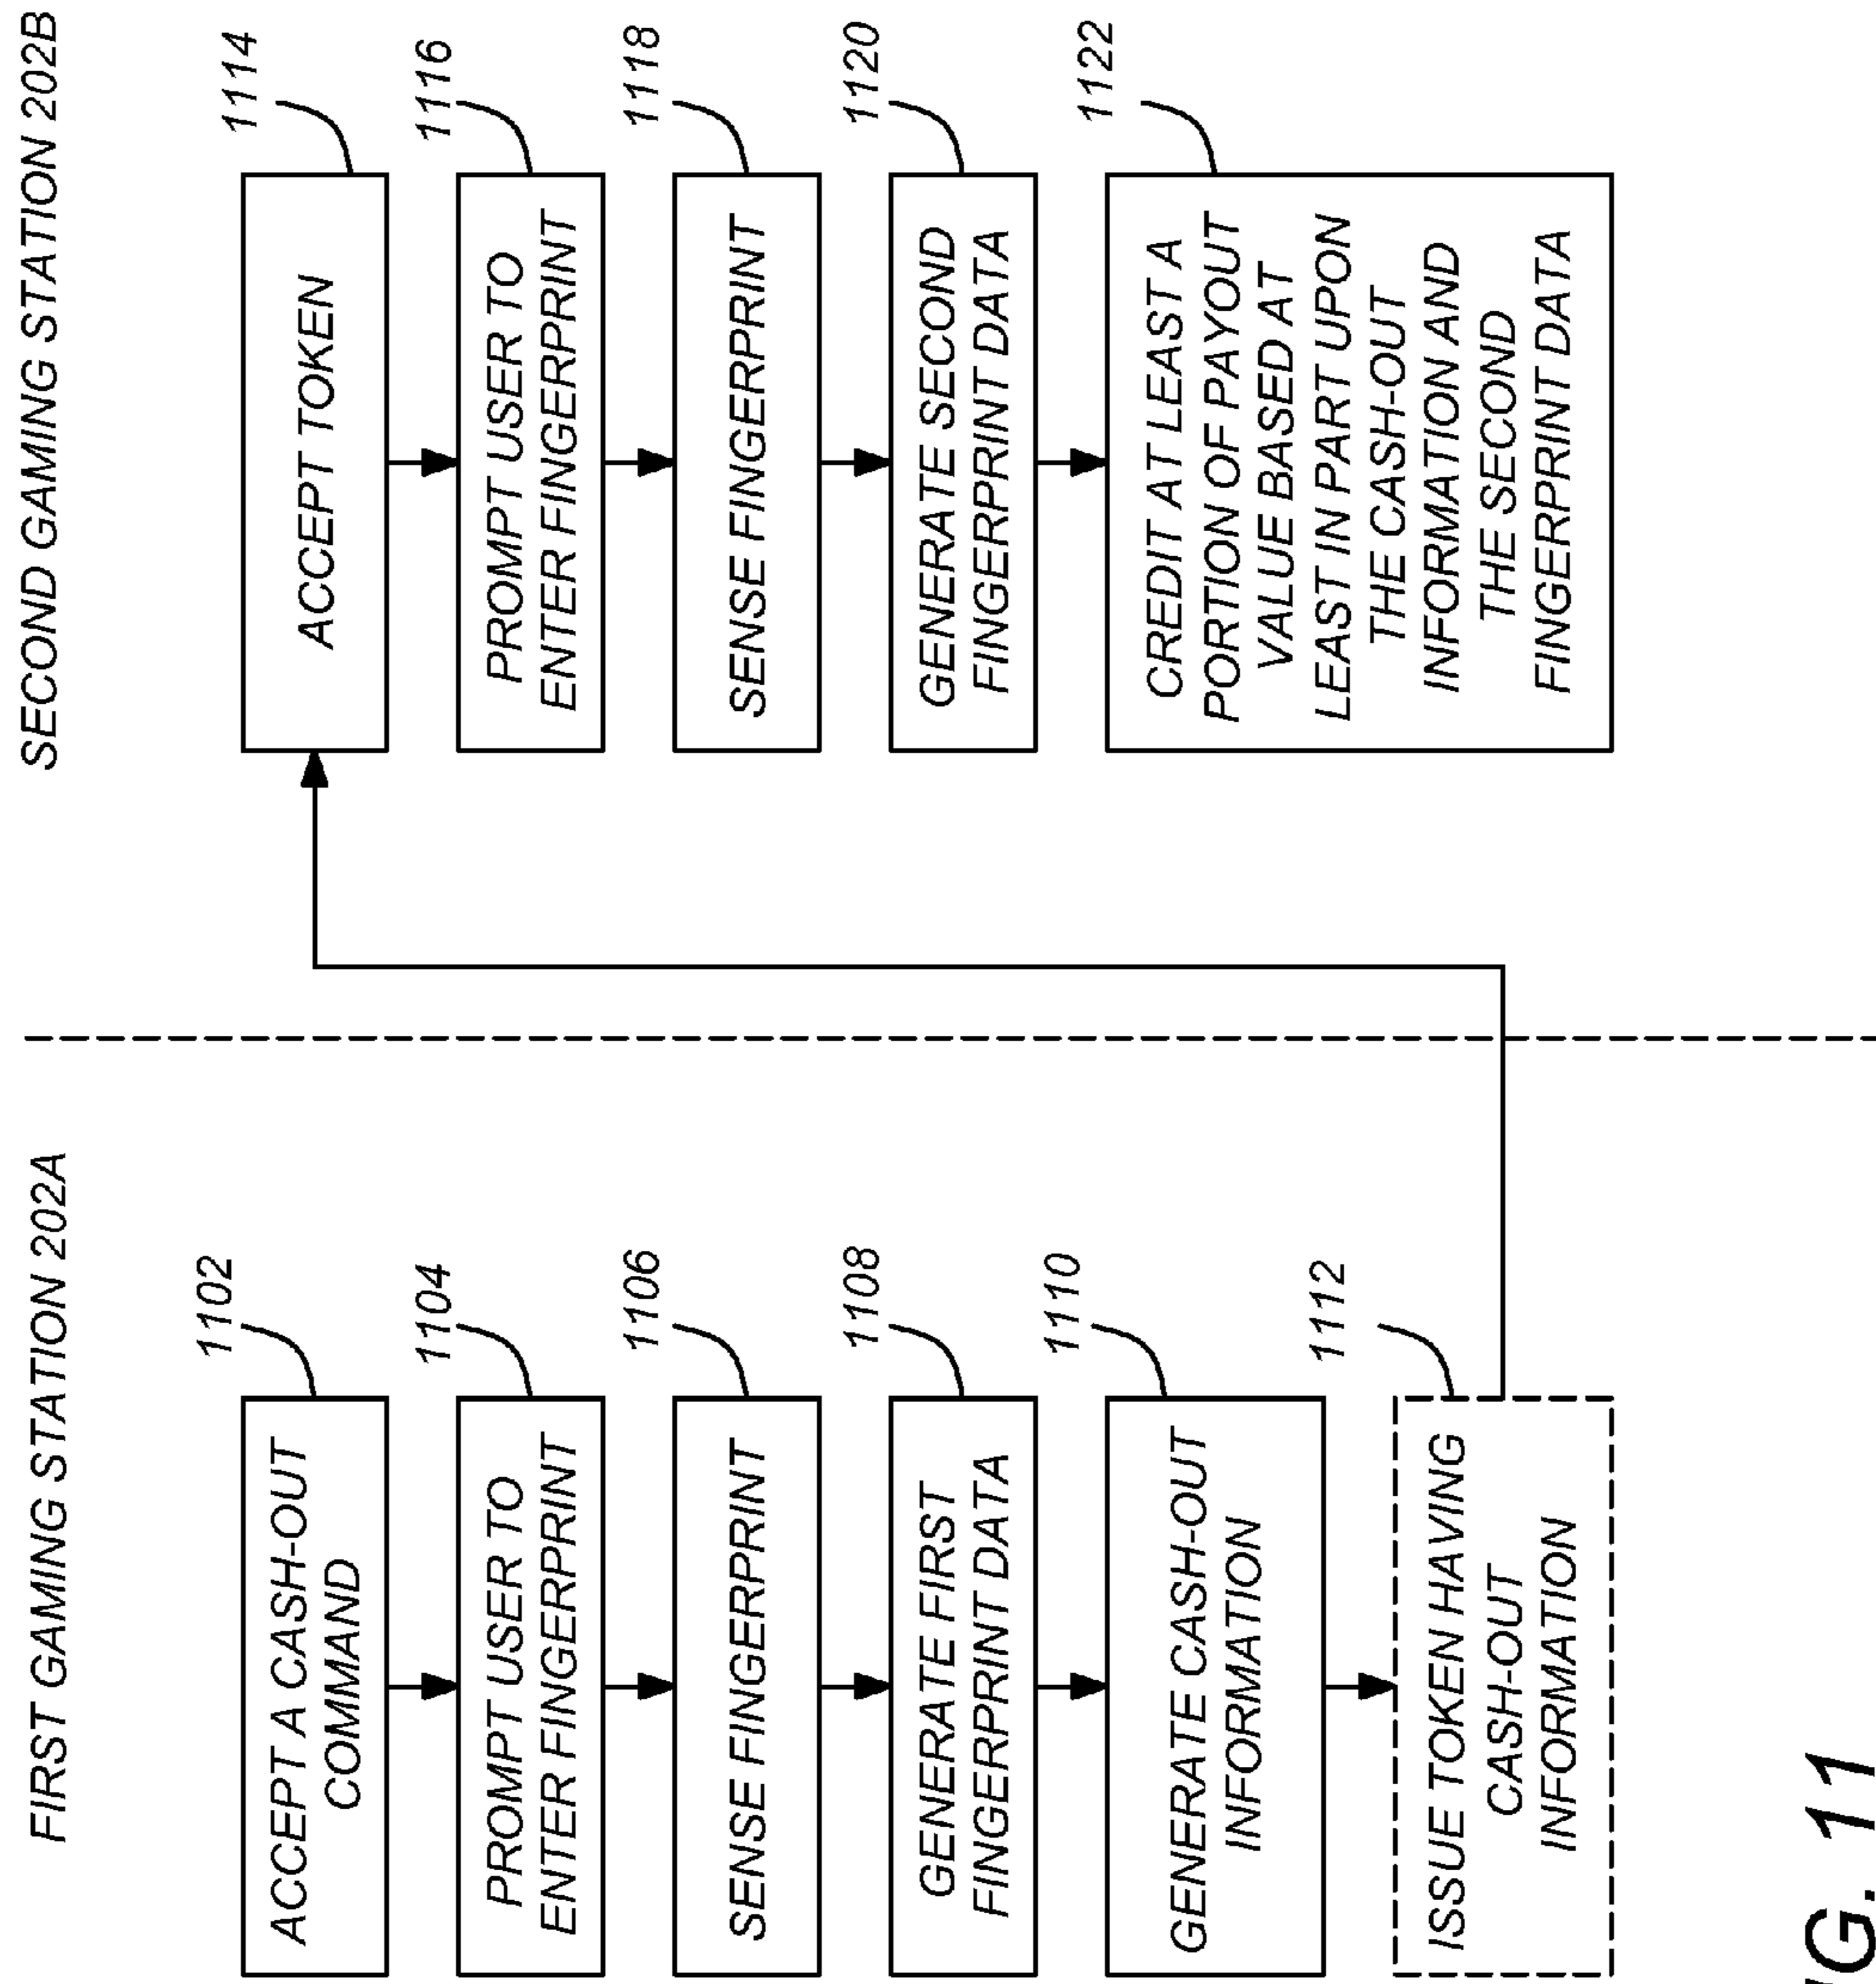 FIRST GAMING STATION 202A
1102
ACCEPT A CASH-OUT
COMMAND
1104
PROMPT USER TO
ENTER FINGERPRINT
1106
SENSE FINGERPRINT
1108
GENERATE FIRST
FINGERPRINT DATA
1110
GENERATE CASH-OUT
INFORMATION
1112
ISSUE TOKEN HAVING
CASH-OUT
INFORMATION
SECOND GAMING STATION 202B
1114
ACCEPT TOKEN
1116
PROMPT USER TO
ENTER FINGERPRINT
1118
SENSE FINGERPRINT
1120
GENERATE SECOND
FINGERPRINT DATA
1122
CREDIT AT LEAST A
PORTION OF PAYOUT
VALUE BASED AT
LEAST IN PART UPON
THE CASH-OUT
INFORMATION AND
THE SECOND
FINGERPRINT DATA
11